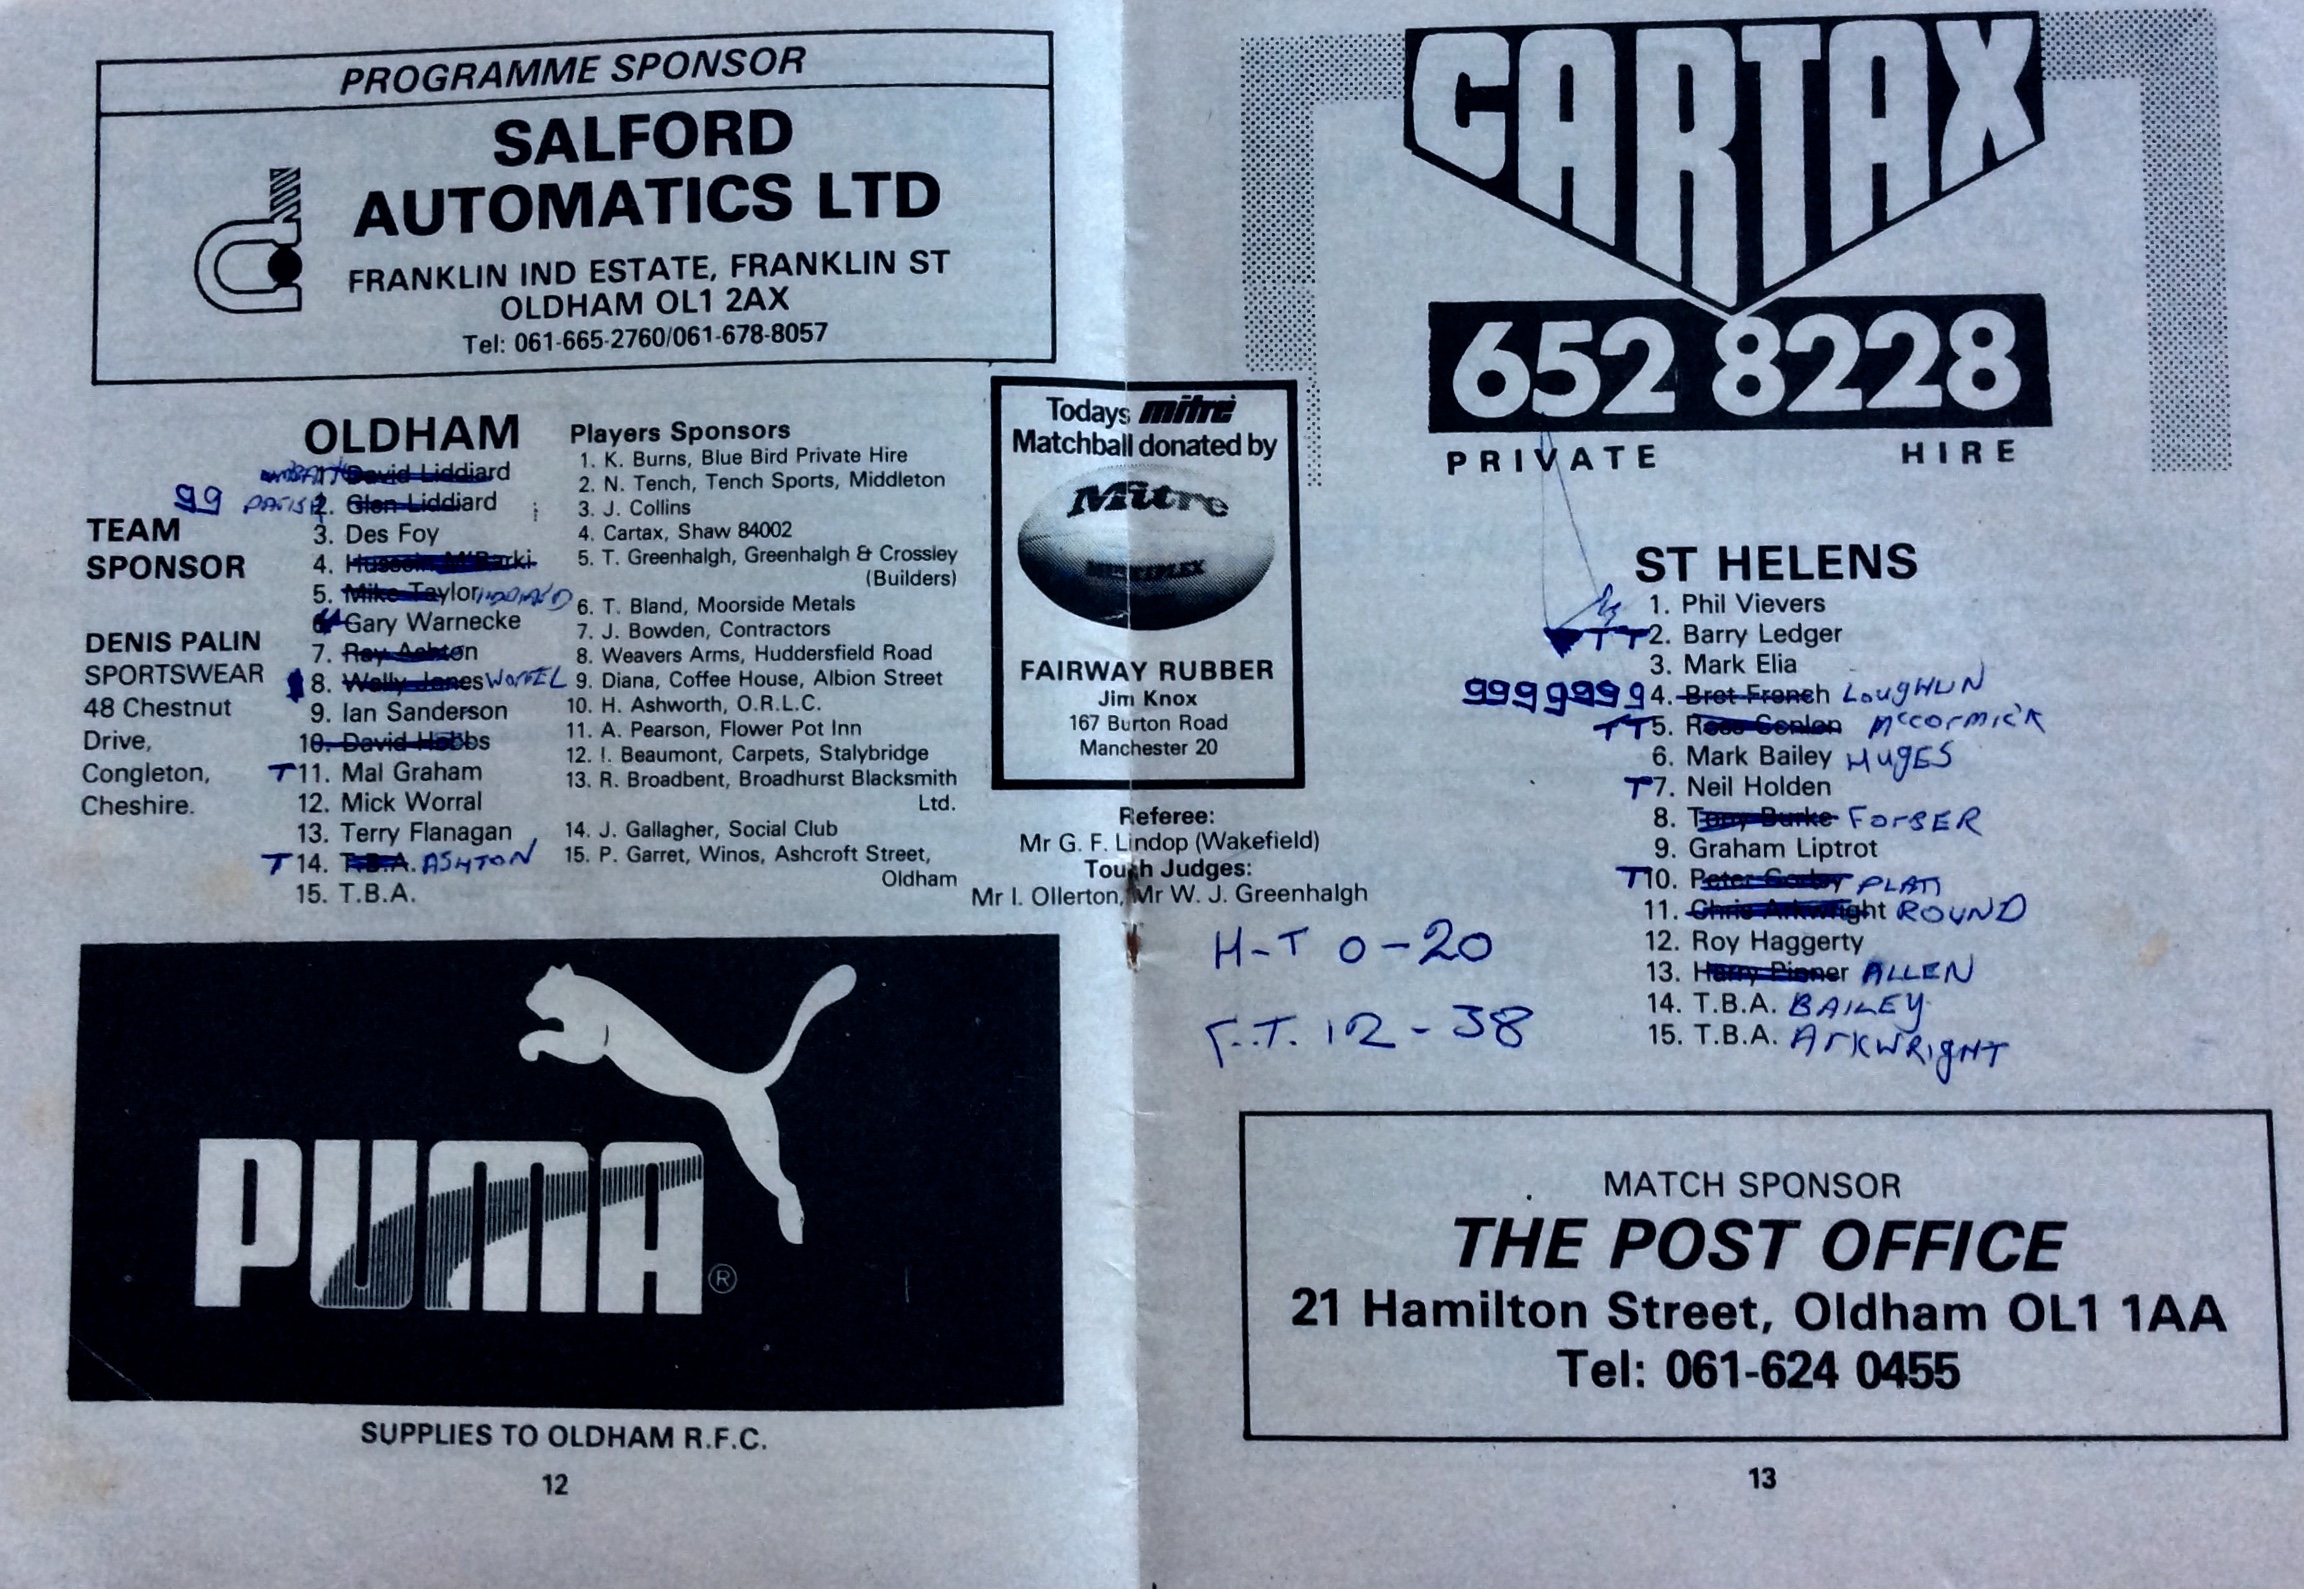 PROGRAMME SPONSOR
SALFORD
AUTOMATICS LTD
FRANKLIN IND ESTATE, FRANKLIN ST
OLDHAM OL1 2AX
Tel: 061-665-2760/061-678-8057
TEAM
SPONSOR
DENIS PALIN
SPORTSWEAR
48 Chestnut
Drive,
Congleton,
Cheshire.
OLDHAM
1. David Liddiard
gg PARISH 2. Glen Liddiard
3. Des Foy
4. Hussein M'Barki
5. Mike Taylor
6. Gary Warnecke
7. Ray Ashton
8. Wally Jones
9. Ian Sanderson
10. David Hobbs
T 11. Mal Graham
12. Mick Worral
13. Terry Flanagan
T 14. T.B.A. ASHTON
15. T.B.A.
Players Sponsors
1. K. Burns, Blue Bird Private Hire
2. N. Tench, Tench Sports, Middleton
3. J. Collins
4. Cartax, Shaw 84002
5. T. Greenhalgh, Greenhalgh & Crossley
(Builders)
6. T. Bland, Moorside Metals
7. J. Bowden, Contractors
8. Weavers Arms, Huddersfield Road
9. Diana, Coffee House, Albion Street
10. H. Ashworth, O.R.L.C.
11. A. Pearson, Flower Pot Inn
12. I. Beaumont, Carpets, Stalybridge
13. R. Broadbent, Broadhurst Blacksmith
Ltd.
14. J. Gallagher, Social Club
15. P. Garret, Winos, Ashcroft Street,
Oldham
PUMA®
SUPPLIES TO OLDHAM R.F.C.
12
Todays mitre
Matchball donated by
Mitre
MULTIPLEX
FAIRWAY RUBBER
Jim Knox
167 Burton Road
Manchester 20
Referee:
Mr G. F. Lindop (Wakefield)
Touch Judges:
Mr I. Ollerton, Mr W. J. Greenhalgh
H-T 0-20
F.T. 12-38
CARTAX
652 8228
PRIVATE HIRE
ST HELENS
1. Phil Vievers
TT 2. Barry Ledger
3. Mark Elia
ggggggg 4. Bret French LougHLIN
TT 5. Ross Conlon McCORMICK
6. Mark Bailey HugES
T 7. Neil Holden
8. Tony Burke FORBER
9. Graham Liptrot
T 10. Peter Gorley PLATT
11. Chris Arkwright ROUND
12. Roy Haggerty
13. Harry Pinner ALLEN
14. T.B.A. BAILEY
15. T.B.A. ArKWRIgHT
MATCH SPONSOR
THE POST OFFICE
21 Hamilton Street, Oldham OL1 1AA
Tel: 061-624 0455
13